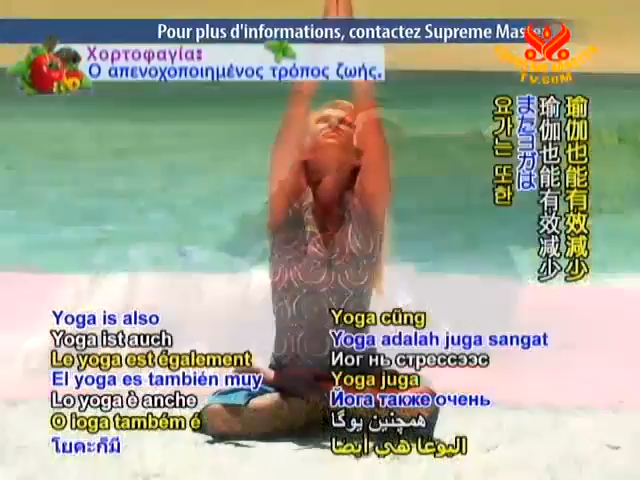 Pour plus d'informations, contactez Supreme Master
Χορτοφαγία:
Ο απενοχοποιημένος τρόπος ζωής.
TV.COM
瑜伽也能有效減少
瑜伽也能有效减少
またヨガは
요가는 또한
Yoga is also
Yoga ist auch
Le yoga est également
El yoga es también muy
Lo yoga è anche
O ioga também é
โยคะก็มี
Yoga cũng
Yoga adalah juga sangat
Иог нь стрессээс
Yoga juga
Йога также очень
همچنین یوگا
اليوغا هي أيضا